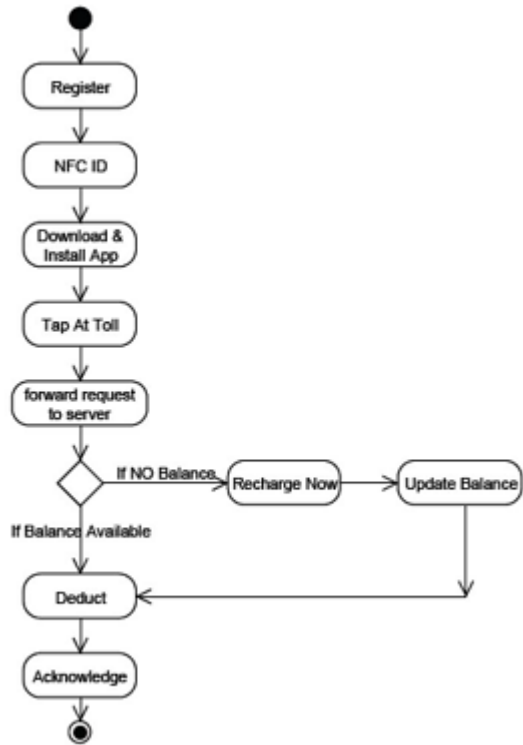 Register
NFC ID
Download &
Install App
Tap At Toll
forward request
to server
If NO Balance
Recharge Now
Update Balance
If Balance Available
Deduct
Acknowledge